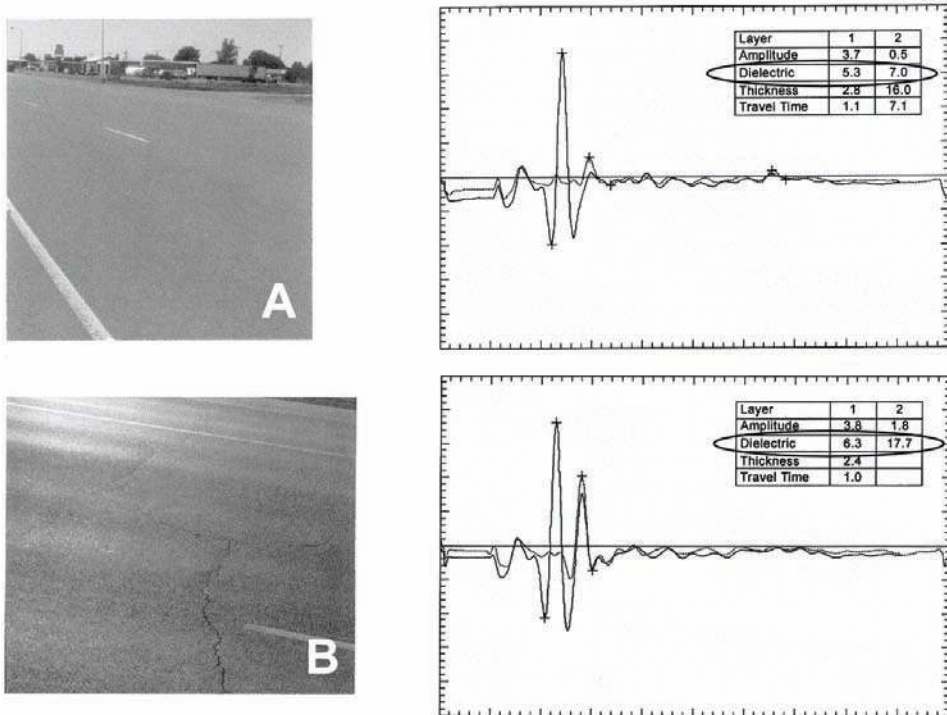 A
Layer 1 2
Amplitude 3.7 0.5
Dielectric 5.3 7.0
Thickness 2.8 16.0
Travel Time 1.1 7.1
B
Layer 1 2
Amplitude 3.8 1.8
Dielectric 6.3 17.7
Thickness 2.4
Travel Time 1.0